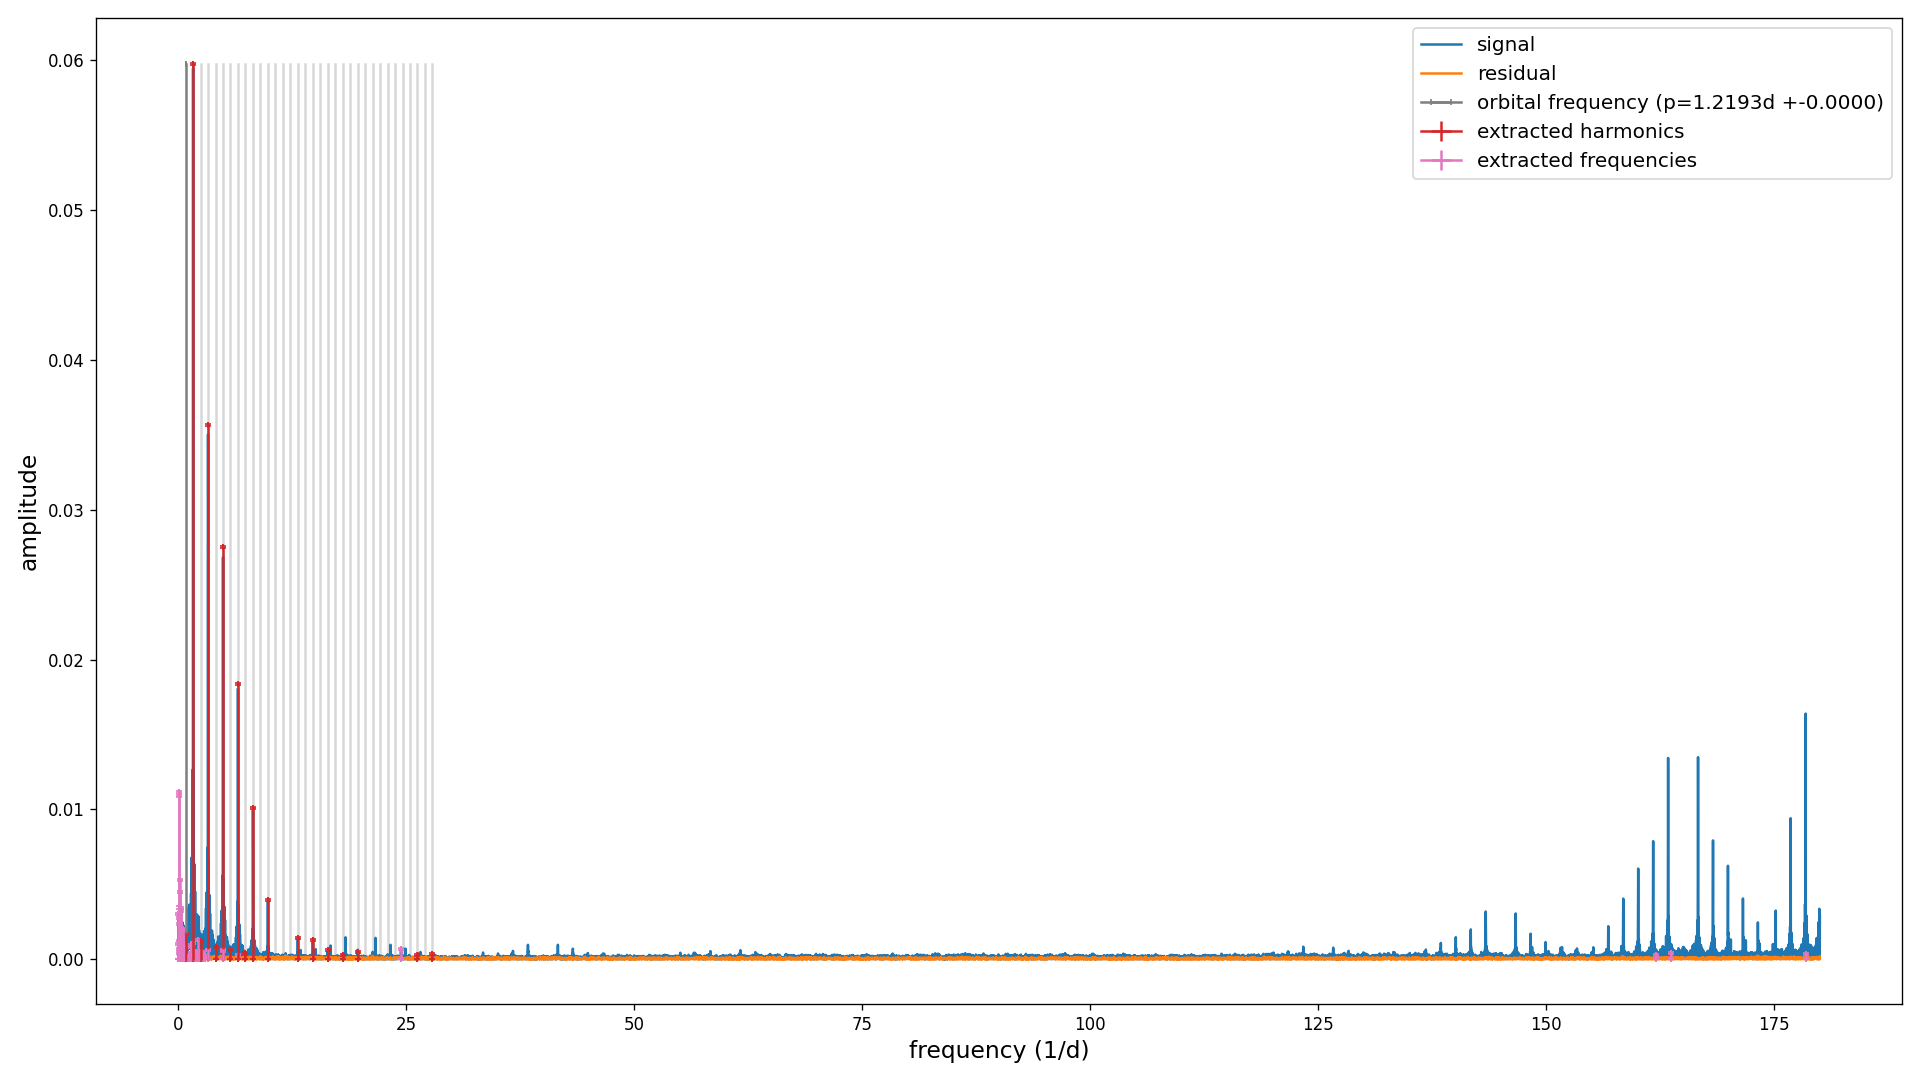 signal
residual
orbital frequency (p=1.2193d +-0.0000)
extracted harmonics
extracted frequencies
0.06
0.05
0.04
0.03
0.02
0.01
0.00
amplitude
0 25 50 75 100 125 150 175
frequency (1/d)